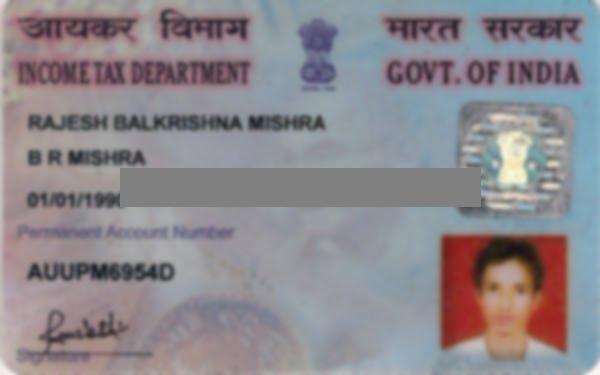 आयकर विभाग
भारत सरकार
INCOME TAX DEPARTMENT
GOVT. OF INDIA
RAJESH BALKRISHNA MISHRA
B R MISHRA
Permanent Account Number
AUUPM6954D
Signature